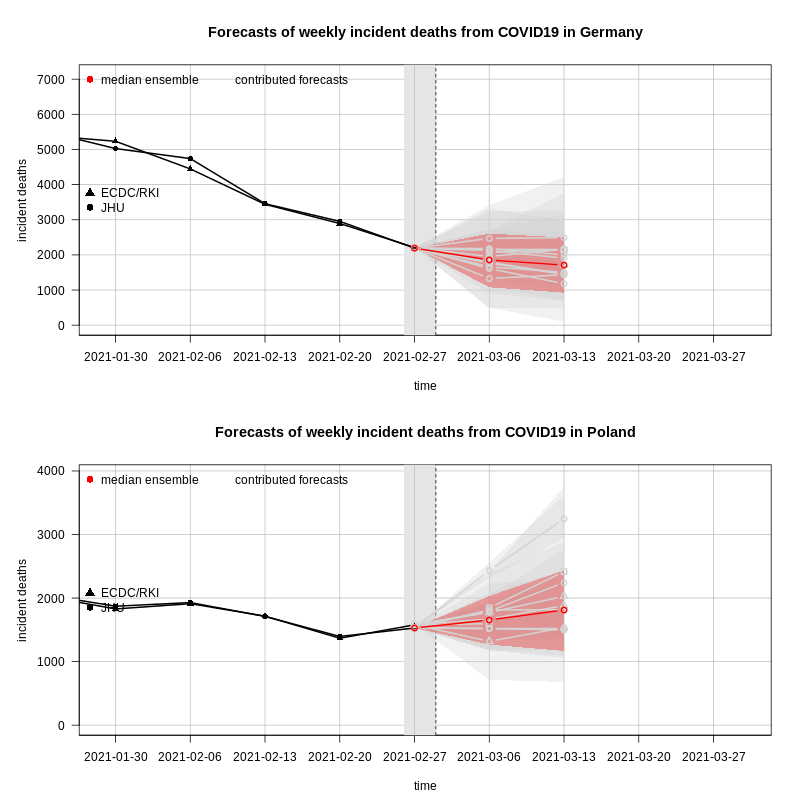 Forecasts of weekly incident deaths from COVID19 in Germany
7000
6000
5000
4000
3000
2000
1000
0
incident deaths
median ensemble contributed forecasts
ECDC/RKI
JHU
2021-01-30 2021-02-06 2021-02-13 2021-02-20 2021-02-27 2021-03-06 2021-03-13 2021-03-20 2021-03-27
time
Forecasts of weekly incident deaths from COVID19 in Poland
4000
3000
2000
1000
0
incident deaths
median ensemble contributed forecasts
ECDC/RKI
JHU
2021-01-30 2021-02-06 2021-02-13 2021-02-20 2021-02-27 2021-03-06 2021-03-13 2021-03-20 2021-03-27
time